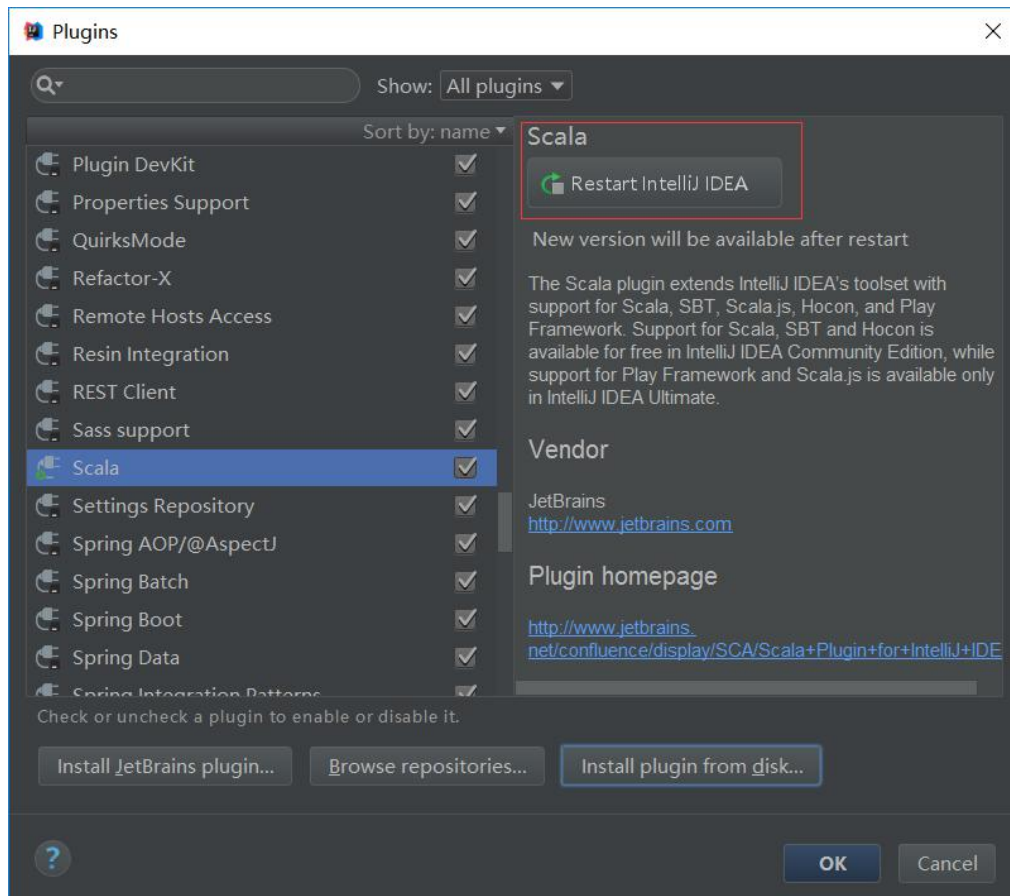 Plugins
Show: All plugins
Sort by: name
Plugin DevKit
Properties Support
QuirksMode
Refactor-X
Remote Hosts Access
Resin Integration
REST Client
Sass support
Scala
Settings Repository
Spring AOP/@AspectJ
Spring Batch
Spring Boot
Spring Data
Spring Integration Patterns
Scala
Restart IntelliJ IDEA
New version will be available after restart
The Scala plugin extends IntelliJ IDEA's toolset with
support for Scala, SBT, Scala.js, Hocon, and Play
Framework. Support for Scala, SBT and Hocon is
available for free in IntelliJ IDEA Community Edition, while
support for Play Framework and Scala.js is available only
in IntelliJ IDEA Ultimate.
Vendor
JetBrains
http://www.jetbrains.com
Plugin homepage
http://www.jetbrains.
net/confluence/display/SCA/Scala+Plugin+for+IntelliJ+IDE
Check or uncheck a plugin to enable or disable it.
Install JetBrains plugin...
Browse repositories...
Install plugin from disk...
?
OK
Cancel